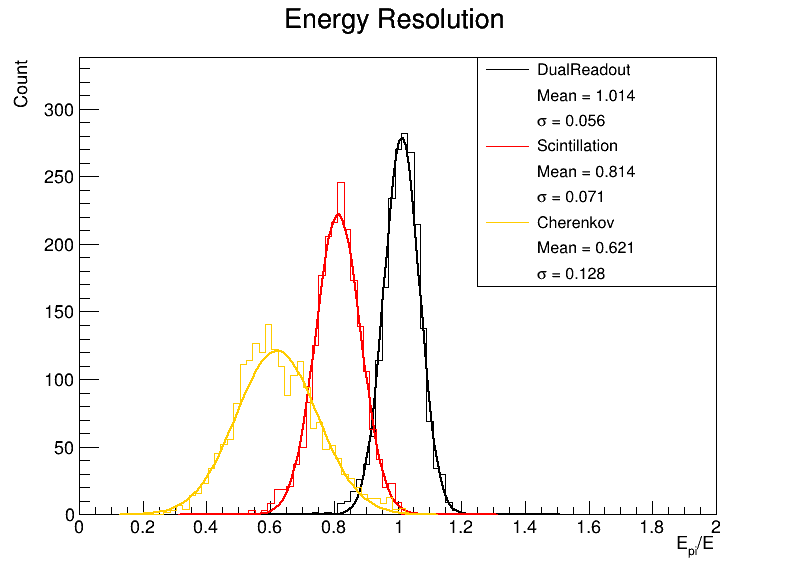 Energy Resolution
Count
DualReadout
Mean = 1.014
σ = 0.056
Scintillation
Mean = 0.814
σ = 0.071
Cherenkov
Mean = 0.621
σ = 0.128
300
250
200
150
100
50
0
0 0.2 0.4 0.6 0.8 1 1.2 1.4 1.6 1.8 2
E_pi/E